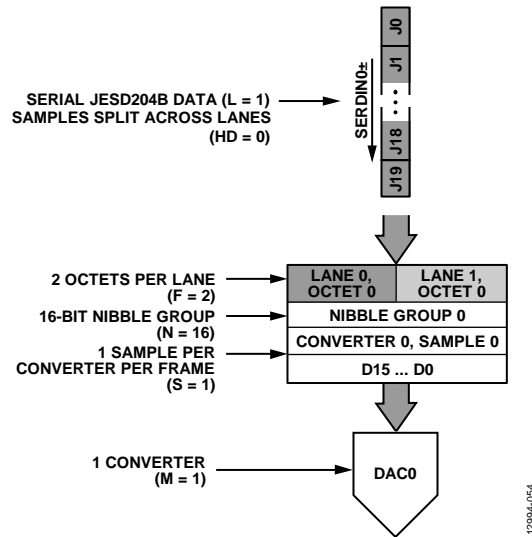 J0
J1
SERDIN0±
SERIAL JESD204B DATA (L = 1)
SAMPLES SPLIT ACROSS LANES
(HD = 0)
J18
J19
2 OCTETS PER LANE
(F = 2)
LANE 0,
OCTET 0
LANE 1,
OCTET 0
16-BIT NIBBLE GROUP
(N = 16)
NIBBLE GROUP 0
1 SAMPLE PER
CONVERTER PER FRAME
(S = 1)
CONVERTER 0, SAMPLE 0
D15 ... D0
1 CONVERTER
(M = 1)
DAC0
12994-054